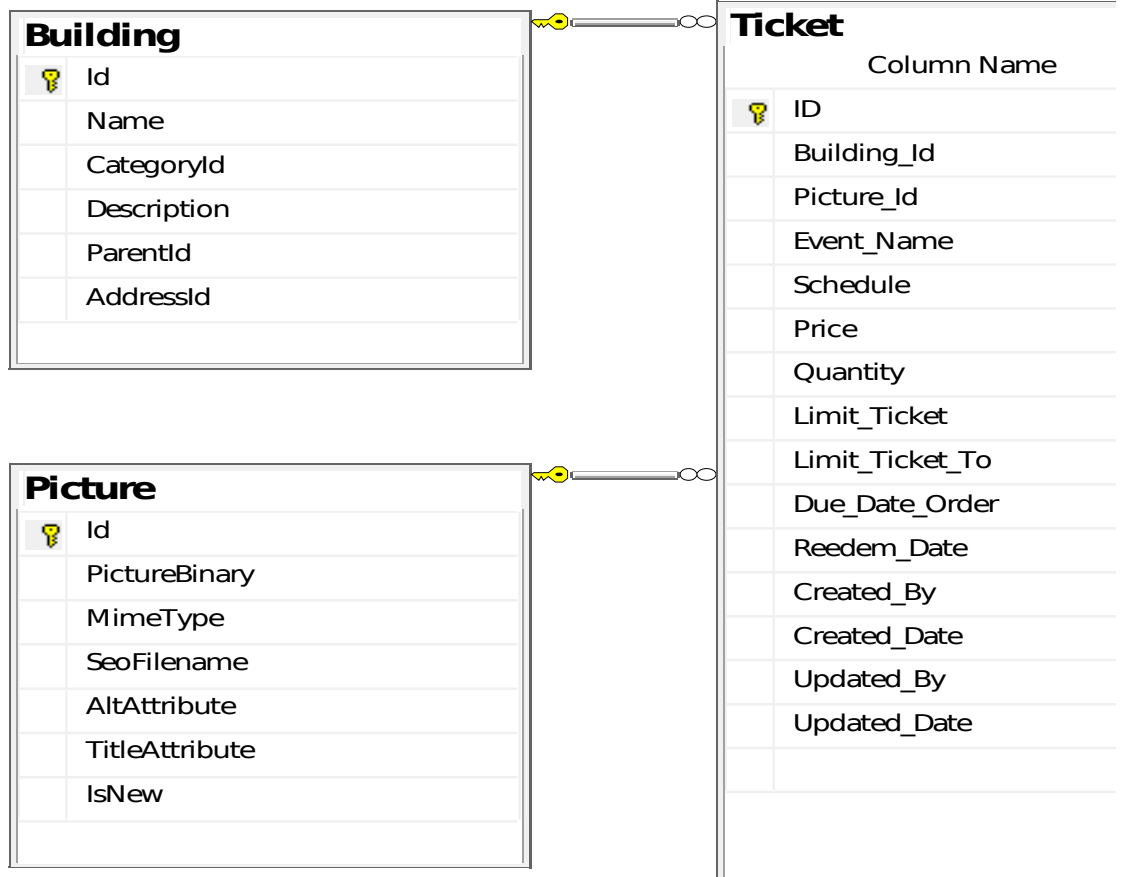 Building
Id
Name
CategoryId
Description
ParentId
AddressId
Picture
Id
PictureBinary
MimeType
SeoFilename
AltAttribute
TitleAttribute
IsNew
Ticket
Column Name
ID
Building_Id
Picture_Id
Event_Name
Schedule
Price
Quantity
Limit_Ticket
Limit_Ticket_To
Due_Date_Order
Reedem_Date
Created_By
Created_Date
Updated_By
Updated_Date